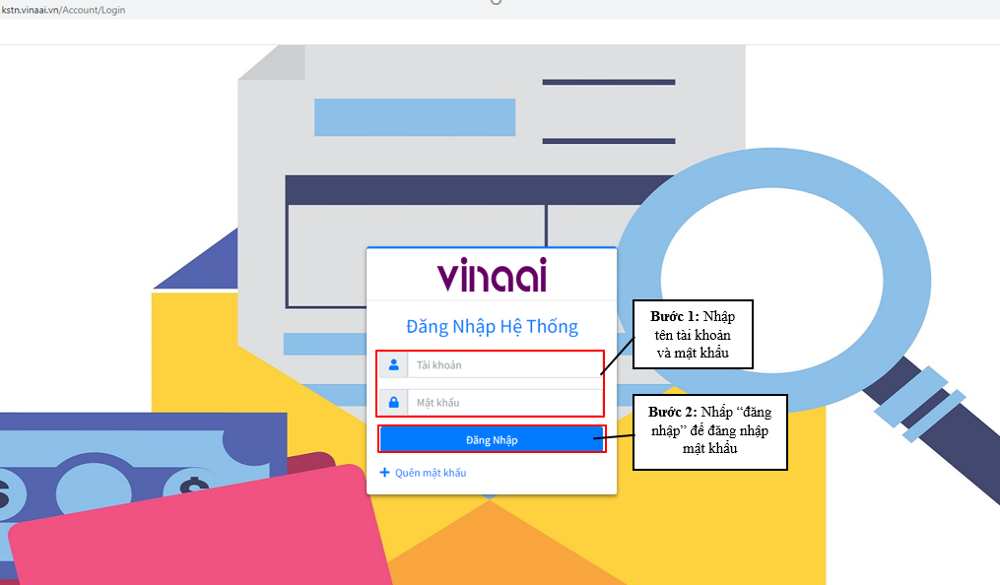 kstn.vinaai.vn/Account/Login
vinaai
Đăng Nhập Hệ Thống
Tài khoản
Mật khẩu
Đăng Nhập
Quên mật khẩu
Bước 1: Nhập
tên tài khoản
và mật khẩu
Bước 2: Nhấp “đăng
nhập” để đăng nhập
mật khẩu
$
$